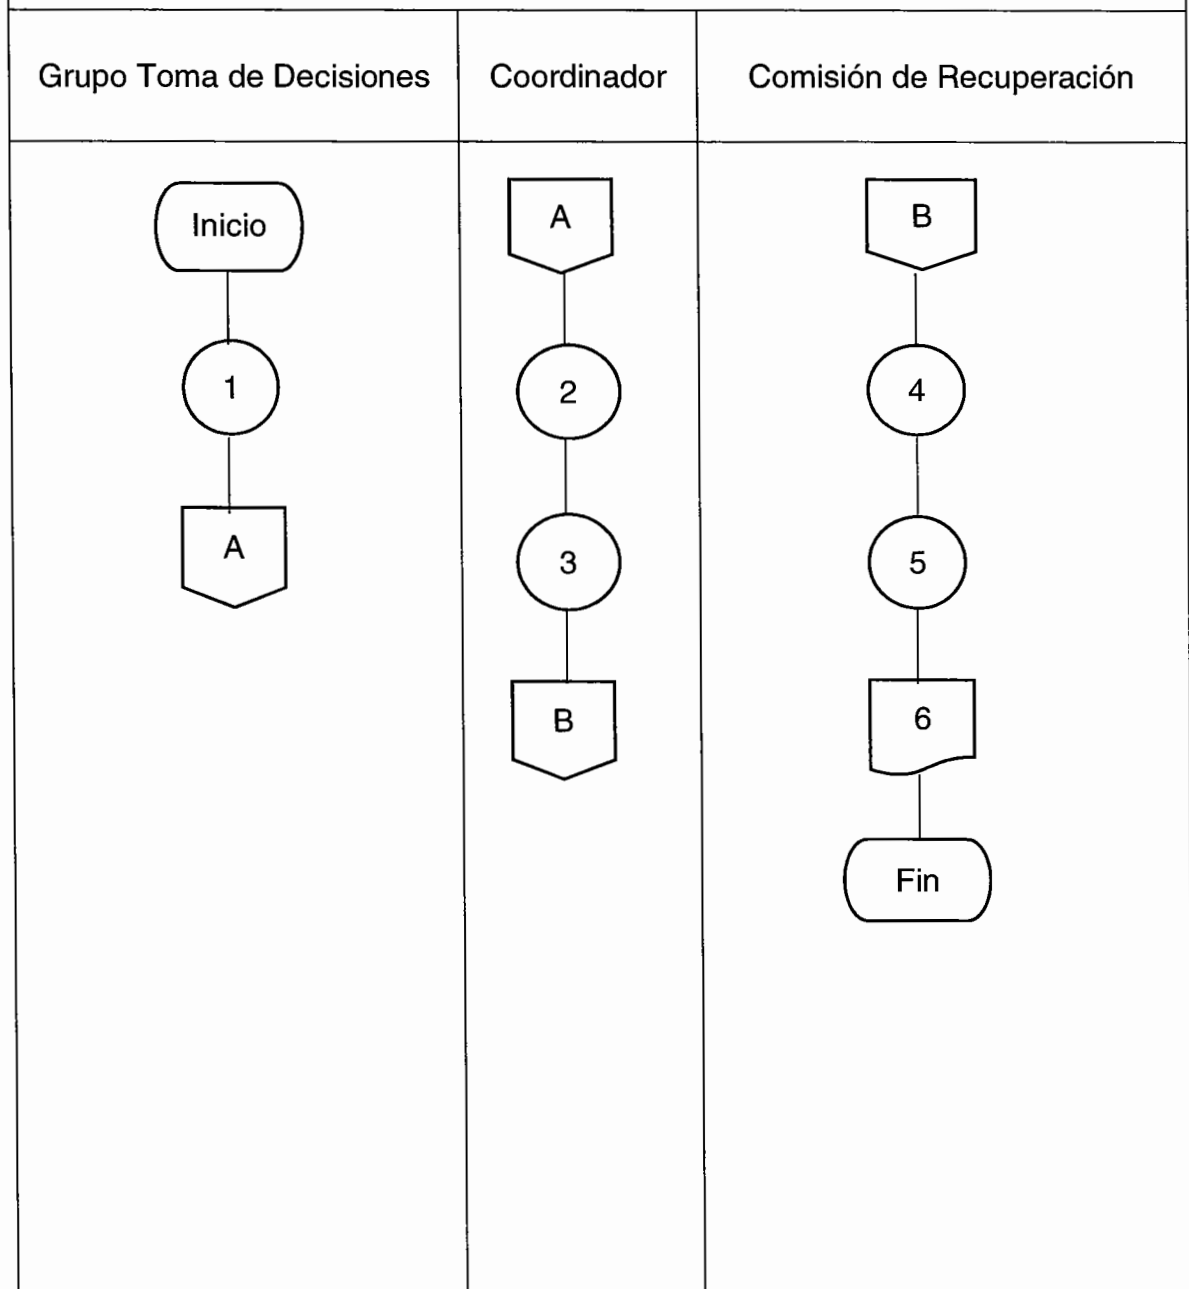 Grupo Toma de Decisiones
Coordinador
Comisión de Recuperación
Inicio
1
A
A
2
3
B
B
4
5
6
Fin